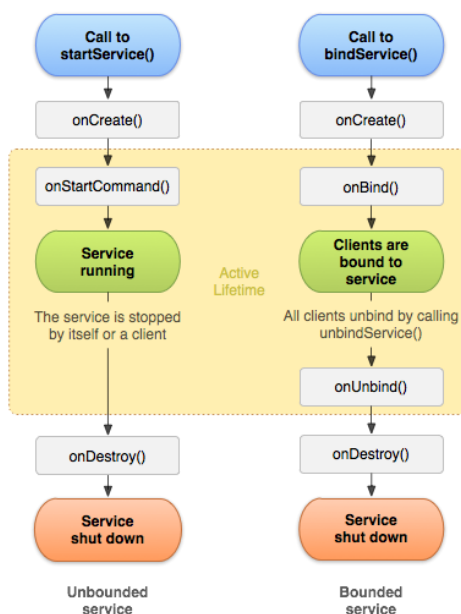 Call to
startService()
onCreate()
onStartCommand()
Service
running
The service is stopped
by itself or a client
onDestroy()
Service
shut down
Unbounded
service
Active
Lifetime
Call to
bindService()
onCreate()
onBind()
Clients are
bound to
service
All clients unbind by calling
unbindService()
onUnbind()
onDestroy()
Service
shut down
Bounded
service